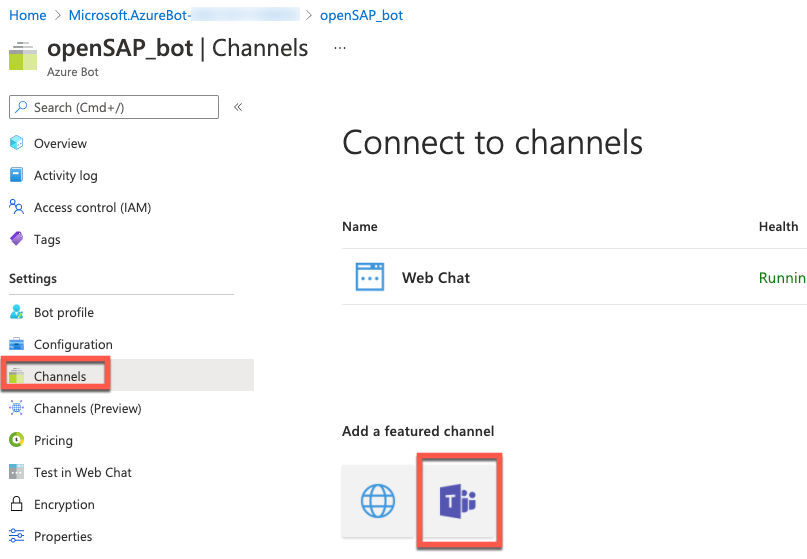 Home > Microsoft.AzureBot- > openSAP_bot
openSAP_bot | Channels ...
Azure Bot
Search (Cmd+/) «
Overview
Activity log
Access control (IAM)
Tags
Settings
Bot profile
Configuration
Channels
Channels (Preview)
Pricing
Test in Web Chat
Encryption
Properties
Connect to channels
Name Health
Web Chat Runnin
Add a featured channel
T